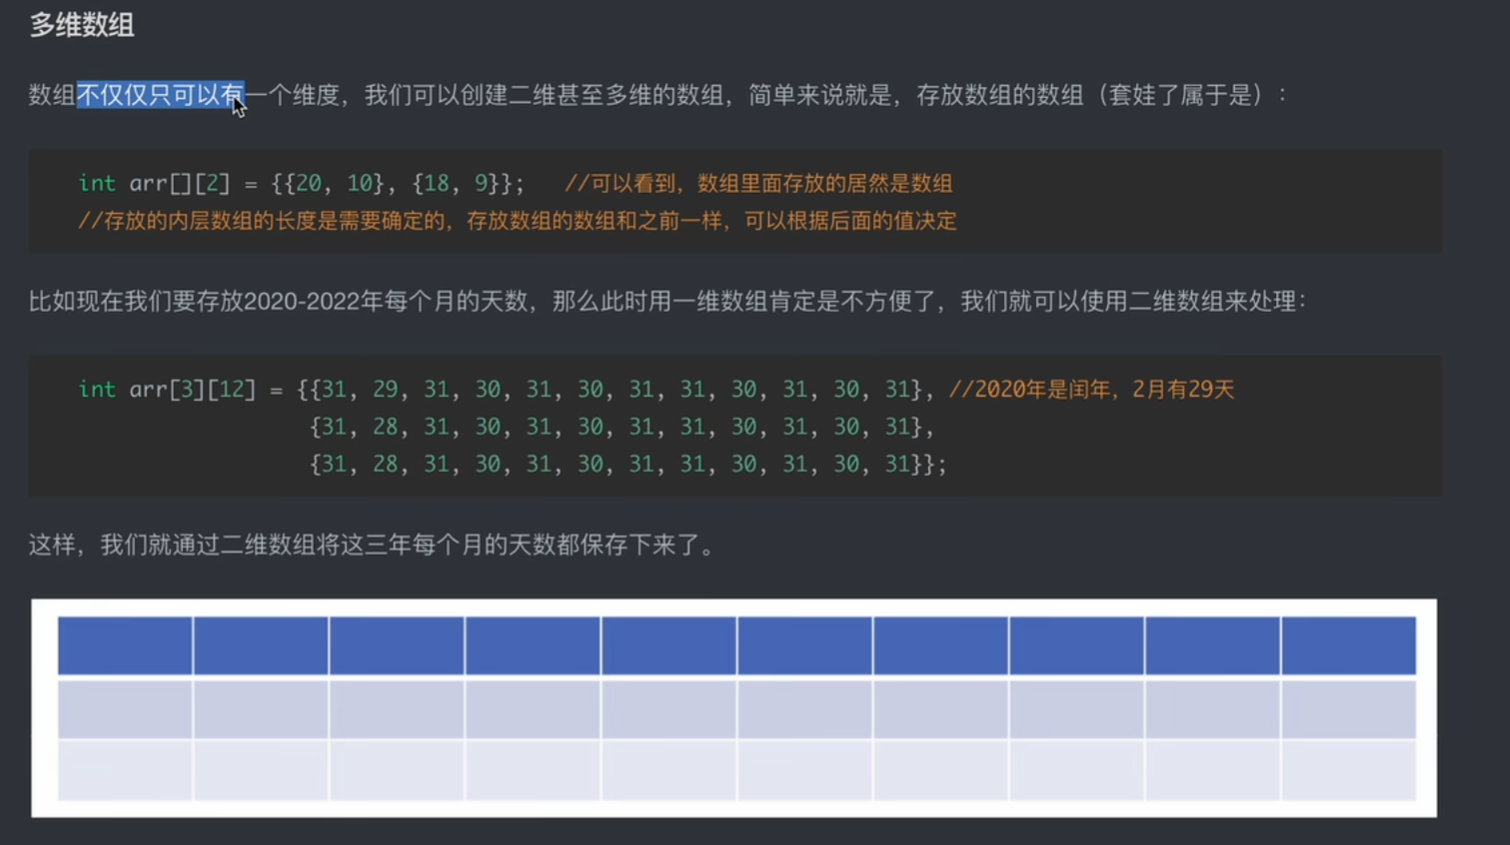 多维数组
数组不仅仅只可以有一个维度，我们可以创建二维甚至多维的数组，简单来说就是，存放数组的数组（套娃了属于是）：
int arr[][2] = {{20, 10}, {18, 9}};   //可以看到，数组里面存放的居然是数组
//存放的内层数组的长度是需要确定的，存放数组的数组和之前一样，可以根据后面的值决定
比如现在我们要存放2020-2022年每个月的天数，那么此时用一维数组肯定是不方便了，我们就可以使用二维数组来处理：
int arr[3][12] = {{31, 29, 31, 30, 31, 30, 31, 31, 30, 31, 30, 31}, //2020年是闰年，2月有29天
{31, 28, 31, 30, 31, 30, 31, 31, 30, 31, 30, 31},
{31, 28, 31, 30, 31, 30, 31, 31, 30, 31, 30, 31}};
这样，我们就通过二维数组将这三年每个月的天数都保存下来了。